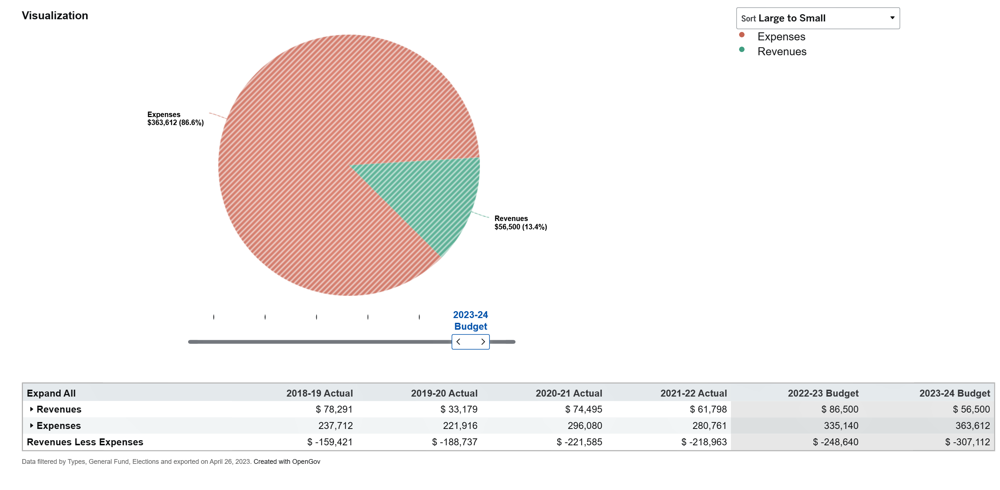 Visualization
Sort Large to Small
Expenses
Revenues
Expenses
$363,612 (86.6%)
Revenues
$56,500 (13.4%)
2023-24
Budget
Expand All 2018-19 Actual 2019-20 Actual 2020-21 Actual 2021-22 Actual 2022-23 Budget 2023-24 Budget
Revenues $ 78,291 $ 33,179 $ 74,495 $ 61,798 $ 86,500 $ 56,500
Expenses 237,712 221,916 296,080 280,761 335,140 363,612
Revenues Less Expenses $ -159,421 $ -188,737 $ -221,585 $ -218,963 $ -248,640 $ -307,112
Data filtered by Types, General Fund, Elections and exported on April 26, 2023. Created with OpenGov